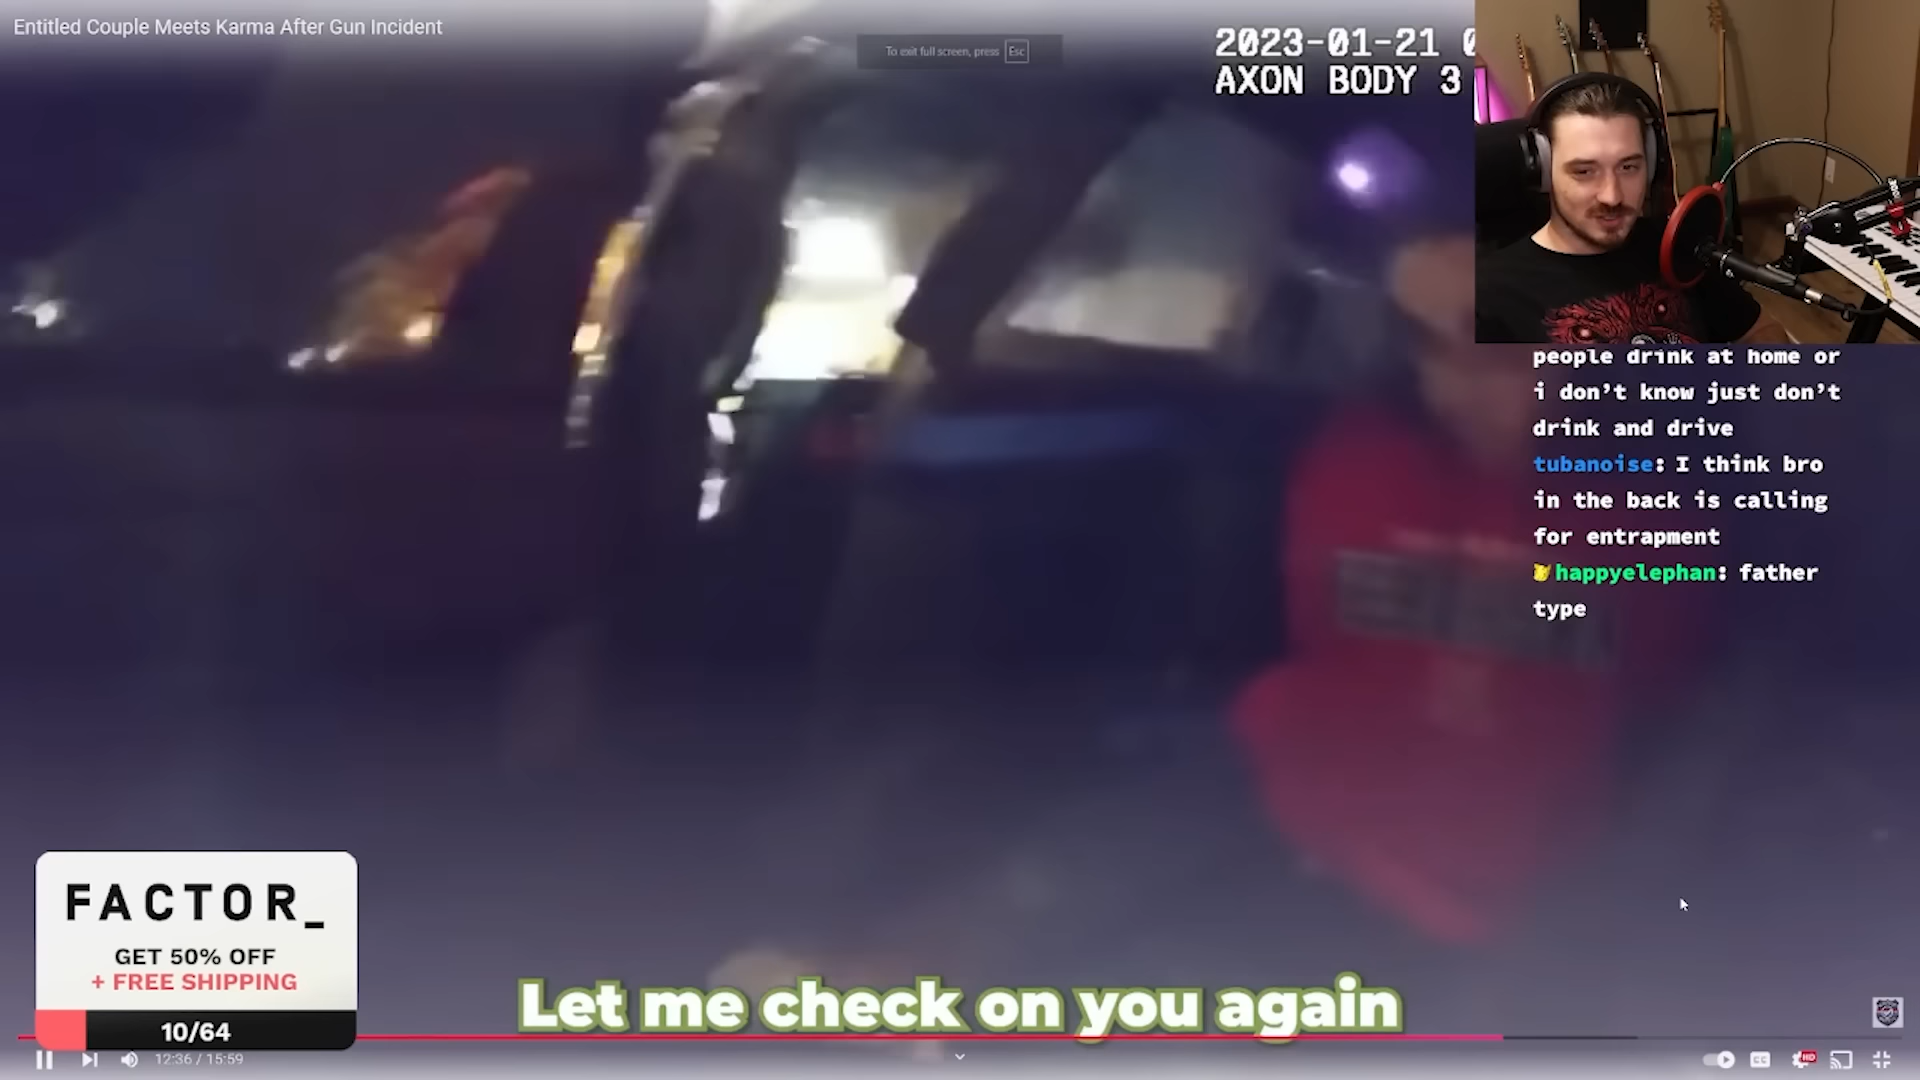 Entitled Couple Meets Karma After Gun Incident
To exit full screen, press Esc
2023-01-21
AXON BODY 3
people drink at home or
i don’t know just don’t
drink and drive
tubanoise: I think bro
in the back is calling
for entrapment
happyelephan: father
type
FACTOR_
GET 50% OFF
+ FREE SHIPPING
10/64
Let me check on you again
12:36 / 15:59
CC
HD